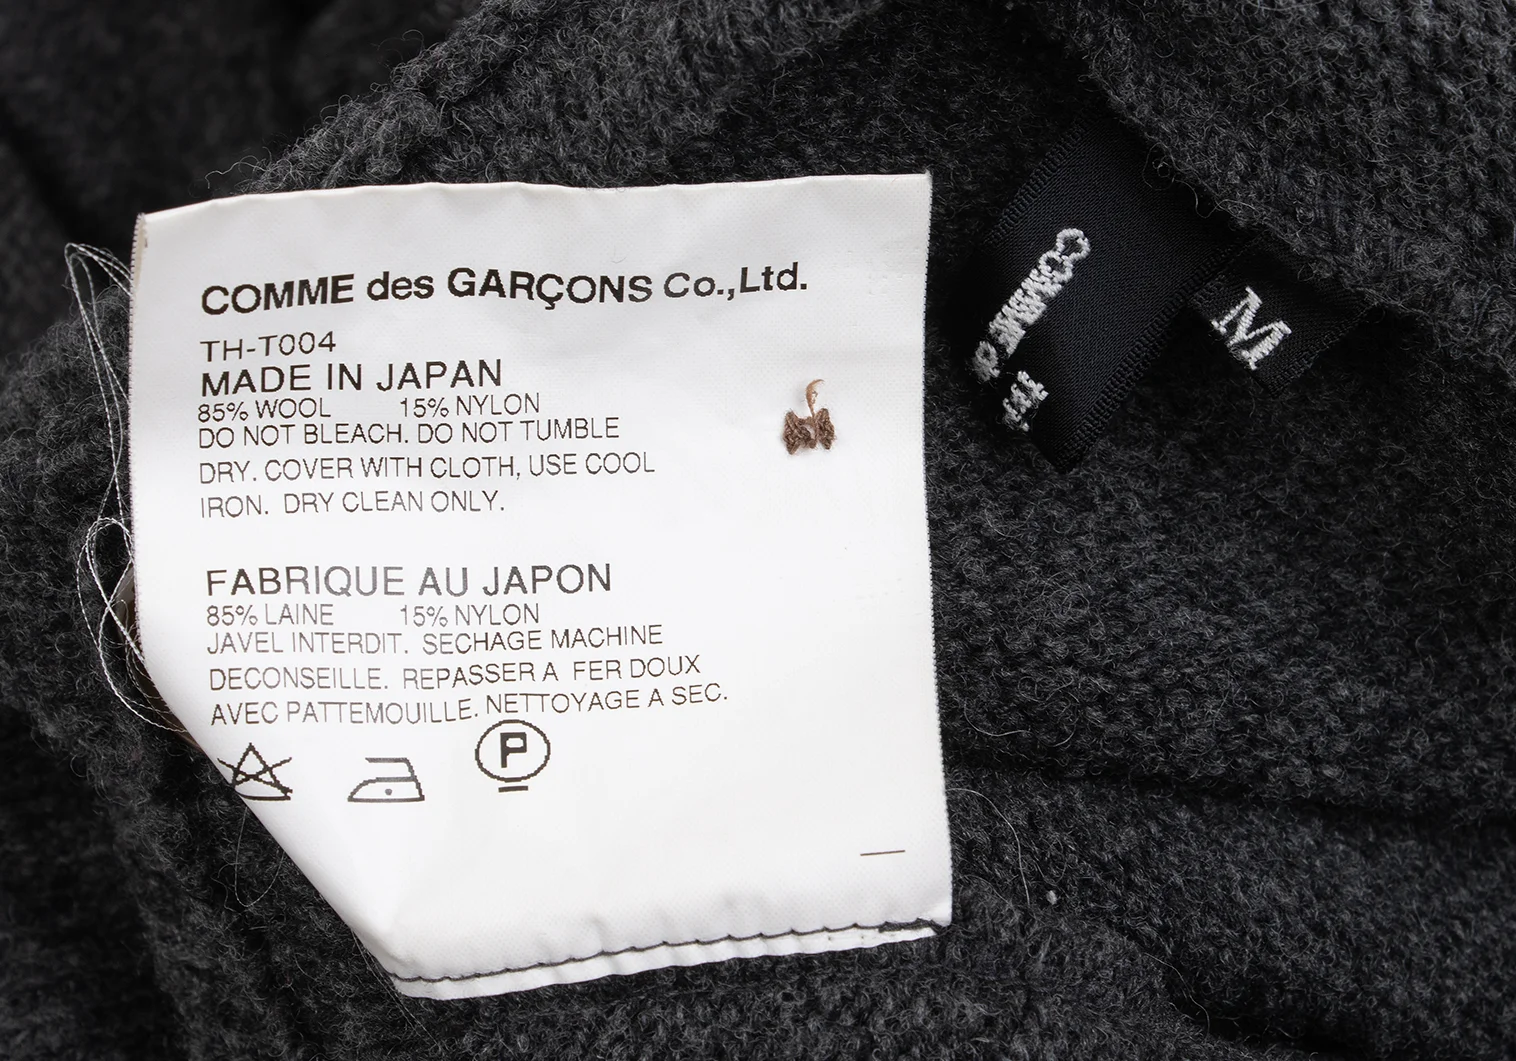 COMME des GARÇONS Co.,Ltd.
TH-T004
MADE IN JAPAN
85% WOOL 15% NYLON
DO NOT BLEACH. DO NOT TUMBLE
DRY. COVER WITH CLOTH, USE COOL
IRON. DRY CLEAN ONLY.
FABRIQUE AU JAPON
85% LAINE 15% NYLON
JAVEL INTERDIT. SECHAGE MACHINE
DECONSEILLE. REPASSER A FER DOUX
AVEC PATTEMOUILLE. NETTOYAGE A SEC.
P
COMME
M